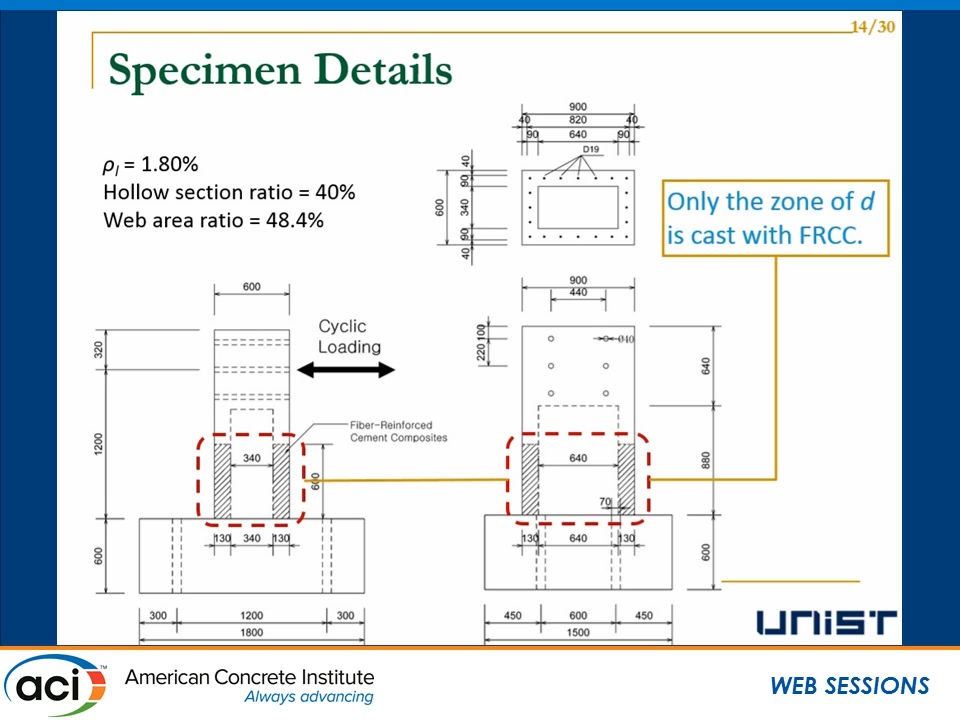 14/30
Specimen Details
ρl = 1.80%
Hollow section ratio = 40%
Web area ratio = 48.4%
900
40 820 40
90 640 90
D19
40
90
600
340
90
40
Only the zone of d
is cast with FRCC.
600
Cyclic
Loading
320
1200
Fiber-Reinforced
Cement Composites
340
600
130 340 130
600
300 1200 300
1800
900
440
100
220
Ø40
640
640
880
70
130 640 130
600
450 600 450
1500
UNIST
aci™
American Concrete Institute
Always advancing
WEB SESSIONS